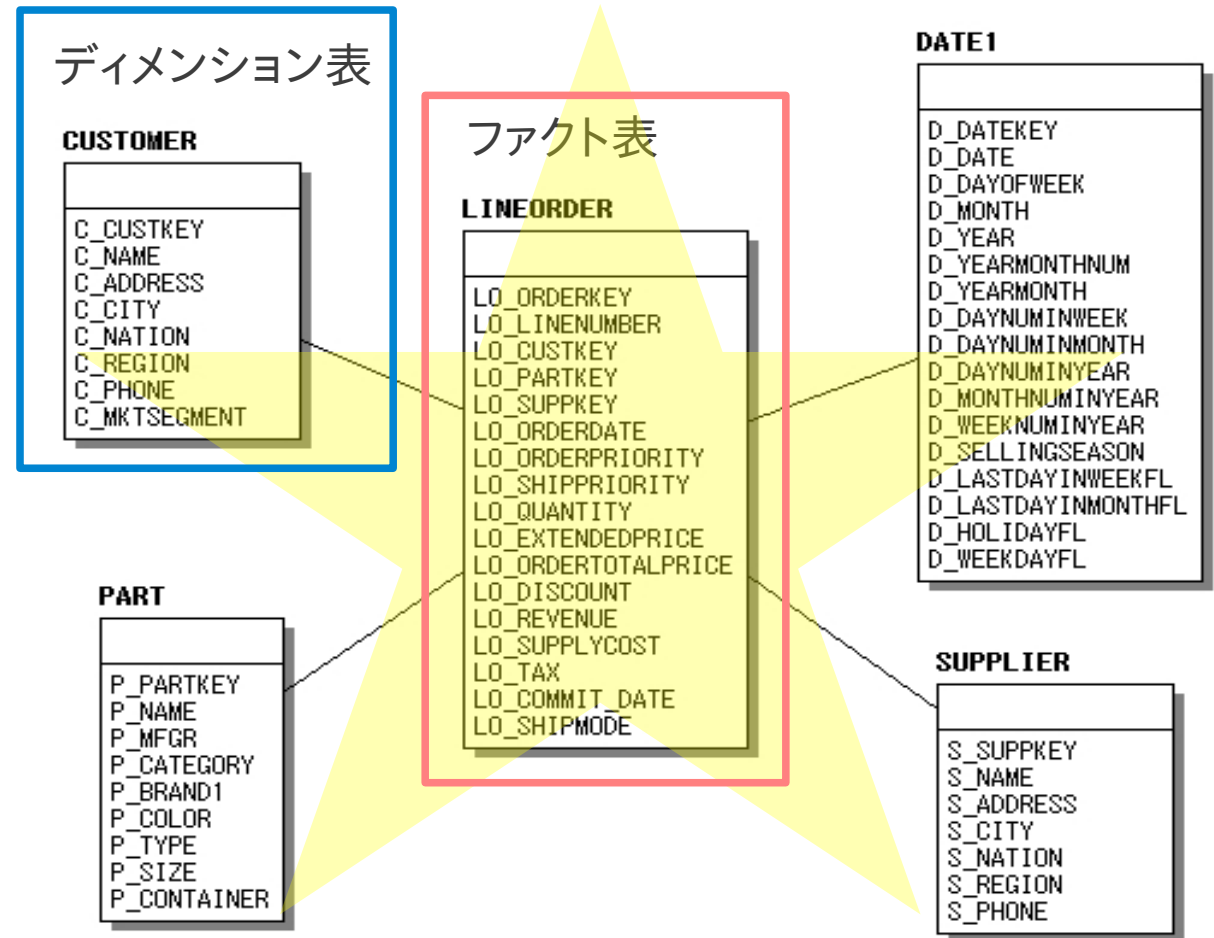 ディメンション表
CUSTOMER
C_CUSTKEY
C_NAME
C_ADDRESS
C_CITY
C_NATION
C_REGION
C_PHONE
C_MKTSEGMENT
ファクト表
LINEORDER
LO_ORDERKEY
LO_LINENUMBER
LO_CUSTKEY
LO_PARTKEY
LO_SUPPKEY
LO_ORDERDATE
LO_ORDERPRIORITY
LO_SHIPPRIORITY
LO_QUANTITY
LO_EXTENDEDPRICE
LO_ORDERTOTALPRICE
LO_DISCOUNT
LO_REVENUE
LO_SUPPLYCOST
LO_TAX
LO_COMMIT_DATE
LO_SHIPMODE
DATE1
D_DATEKEY
D_DATE
D_DAYOFWEEK
D_MONTH
D_YEAR
D_YEARMONTHNUM
D_YEARMONTH
D_DAYNUMINWEEK
D_DAYNUMINMONTH
D_DAYNUMINYEAR
D_MONTHNUMINYEAR
D_WEEKNUMINYEAR
D_SELLINGSEASON
D_LASTDAYINWEEKFL
D_LASTDAYINMONTHFL
D_HOLIDAYFL
D_WEEKDAYFL
PART
P_PARTKEY
P_NAME
P_MFGR
P_CATEGORY
P_BRAND1
P_COLOR
P_TYPE
P_SIZE
P_CONTAINER
SUPPLIER
S_SUPPKEY
S_NAME
S_ADDRESS
S_CITY
S_NATION
S_REGION
S_PHONE